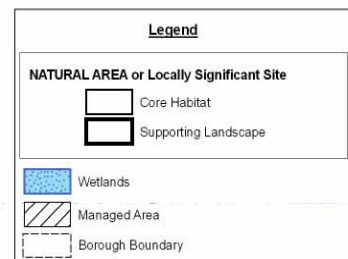 Legend
NATURAL AREA or Locally Significant Site
Core Habitat
Supporting Landscape
Wetlands
Managed Area
Borough Boundary